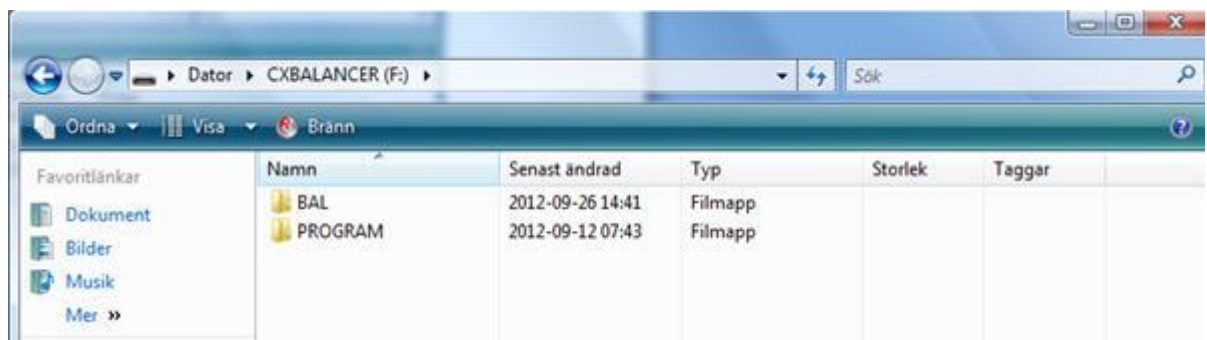 Dator CXBALANCER (F:) Sök
Ordna Visa Bränn
Favoritlänkar
Dokument
Bilder
Musik
Mer »
Namn Senast ändrad Typ Storlek Taggar
BAL 2012-09-26 14:41 Filmapp
PROGRAM 2012-09-12 07:43 Filmapp